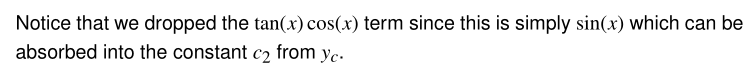 Notice that we dropped the tan(x) cos(x) term since this is simply sin(x) which can be
absorbed into the constant c₂ from y_c.